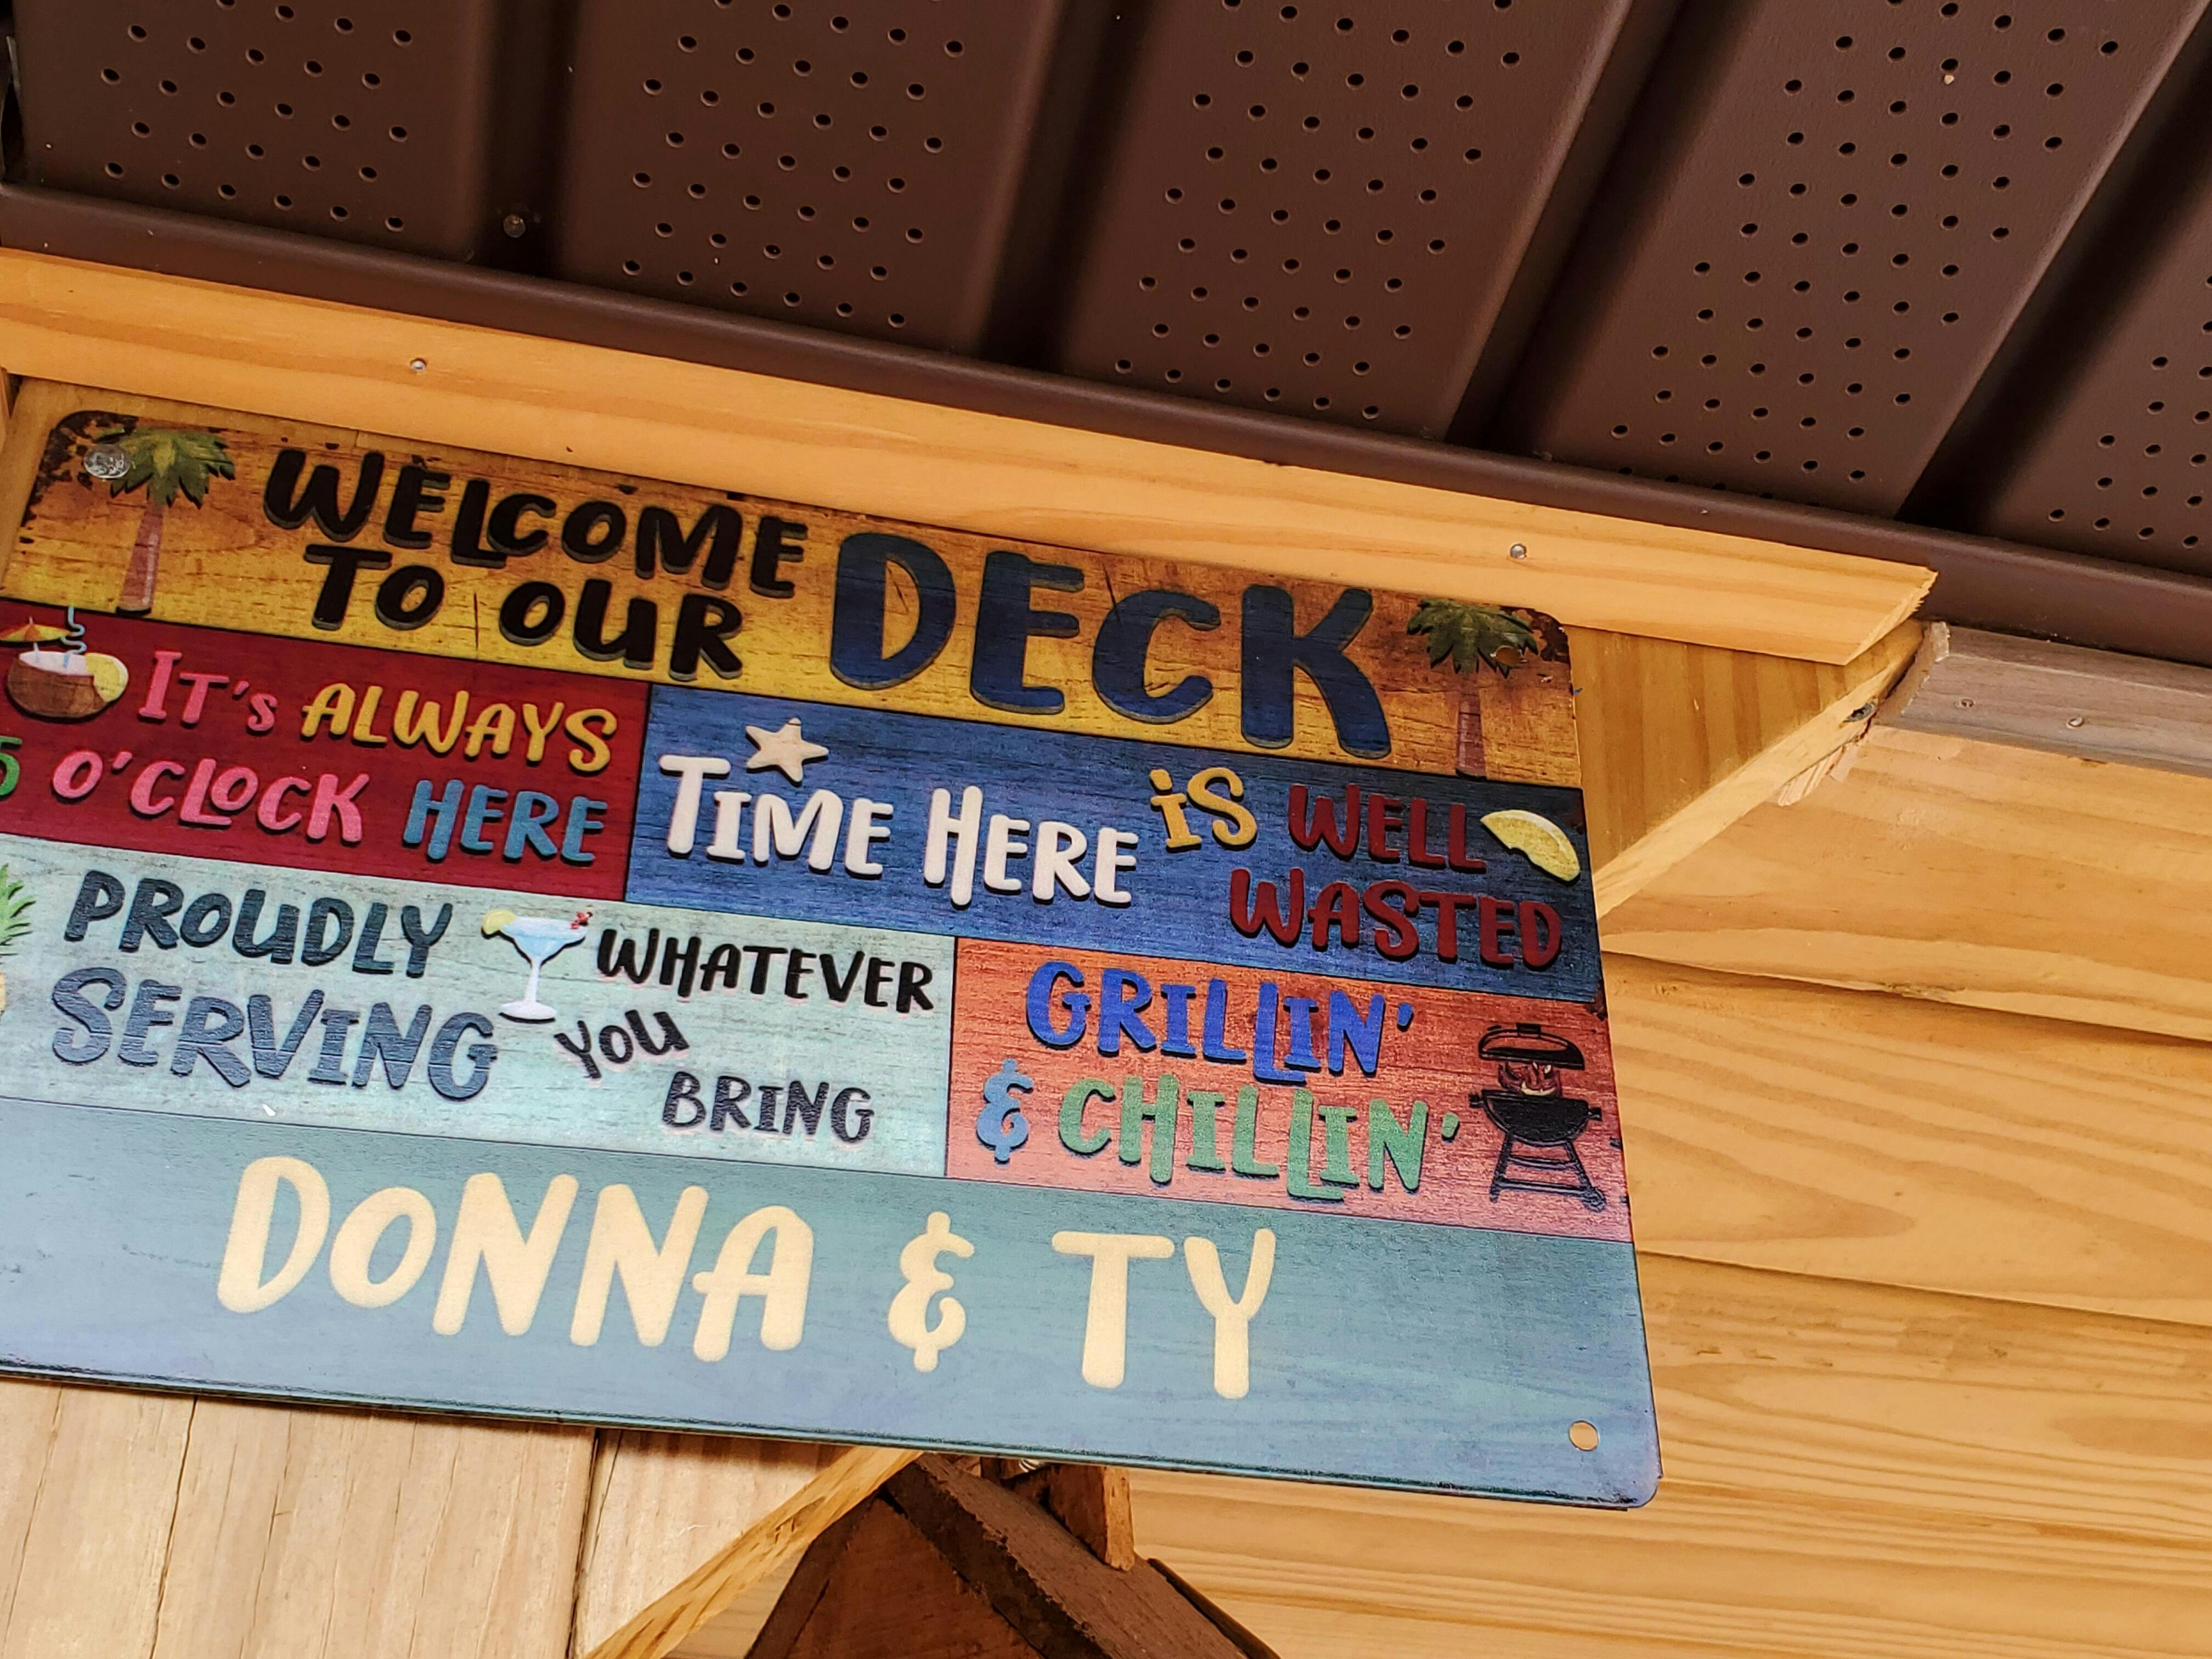 WELCOME
TO OUR DECK
IT'S ALWAYS
5 O'CLOCK HERE
TIME HERE IS WELL
WASTED
PROUDLY
SERVING
WHATEVER
YOU
BRING
GRILLIN'
& CHILLIN'
DONNA & TY